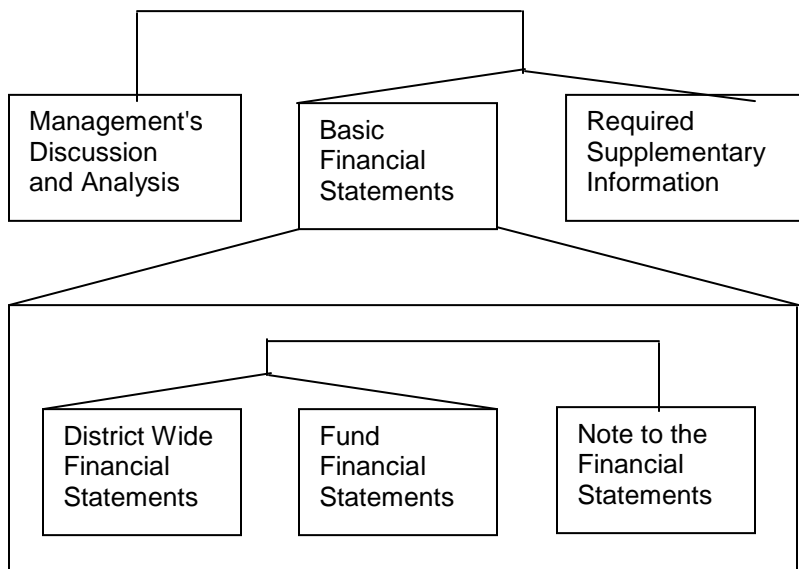 Management's
Discussion
and Analysis
Basic
Financial
Statements
Required
Supplementary
Information
District Wide
Financial
Statements
Fund
Financial
Statements
Note to the
Financial
Statements